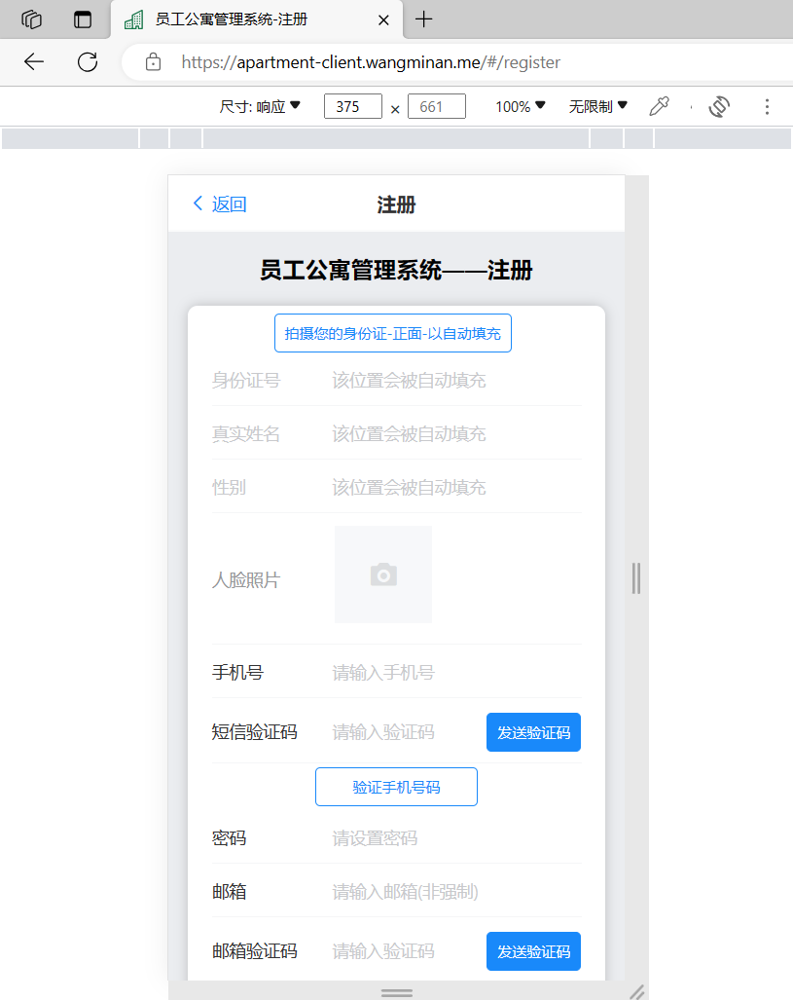 员工公寓管理系统-注册
https://apartment-client.wangminan.me/#/register
尺寸: 响应 375 × 661 100% 无限制
返回 注册
员工公寓管理系统——注册
拍摄您的身份证-正面-以自动填充
身份证号 该位置会被自动填充
真实姓名 该位置会被自动填充
性别 该位置会被自动填充
人脸照片
手机号 请输入手机号
短信验证码 请输入验证码 发送验证码
验证手机号码
密码 请设置密码
邮箱 请输入邮箱(非强制)
邮箱验证码 请输入验证码 发送验证码